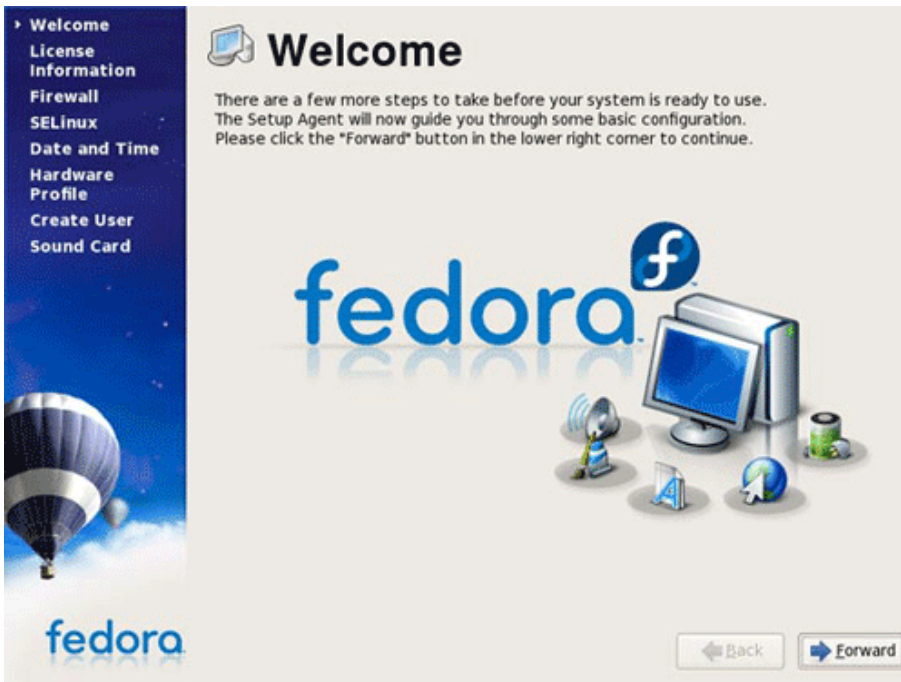 Welcome
License
Information
Firewall
SELinux
Date and Time
Hardware
Profile
Create User
Sound Card
Welcome
There are a few more steps to take before your system is ready to use.
The Setup Agent will now guide you through some basic configuration.
Please click the "Forward" button in the lower right corner to continue.
fedora
fedora
Back
Forward